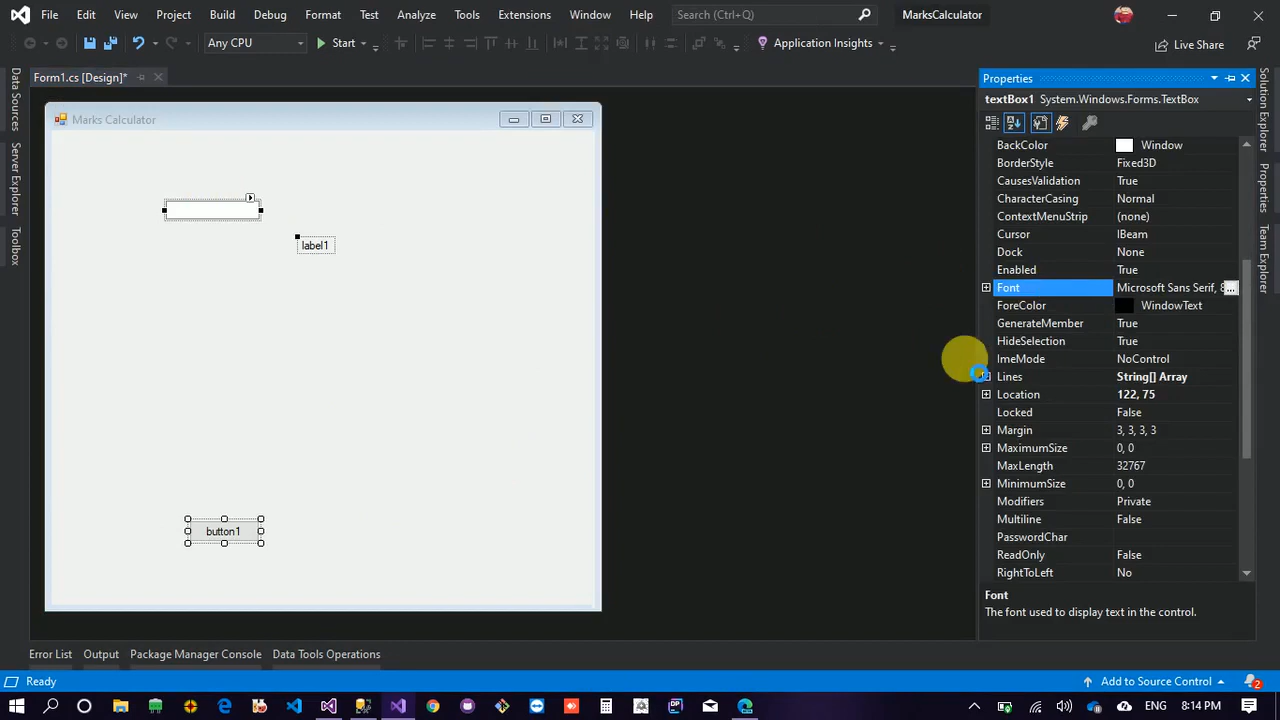 File Edit View Project Build Debug Format Test Analyze Tools Extensions Window Help Search (Ctrl+Q) MarksCalculator
Any CPU Start Application Insights Live Share
Form1.cs [Design]*
Data Sources
Server Explorer
Toolbox
Marks Calculator
label1
button1
Properties
textBox1 System.Windows.Forms.TextBox
BackColor Window
BorderStyle Fixed3D
CausesValidation True
CharacterCasing Normal
ContextMenuStrip (none)
Cursor IBeam
Dock None
Enabled True
Font Microsoft Sans Serif, 8 ...
ForeColor WindowText
GenerateMember True
HideSelection True
ImeMode NoControl
Lines String[] Array
Location 122, 75
Locked False
Margin 3, 3, 3, 3
MaximumSize 0, 0
MaxLength 32767
MinimumSize 0, 0
Modifiers Private
Multiline False
PasswordChar
ReadOnly False
RightToLeft No
Font
The font used to display text in the control.
Solution Explorer
Properties
Team Explorer
Error List Output Package Manager Console Data Tools Operations
Ready Add to Source Control 2
8:14 PM